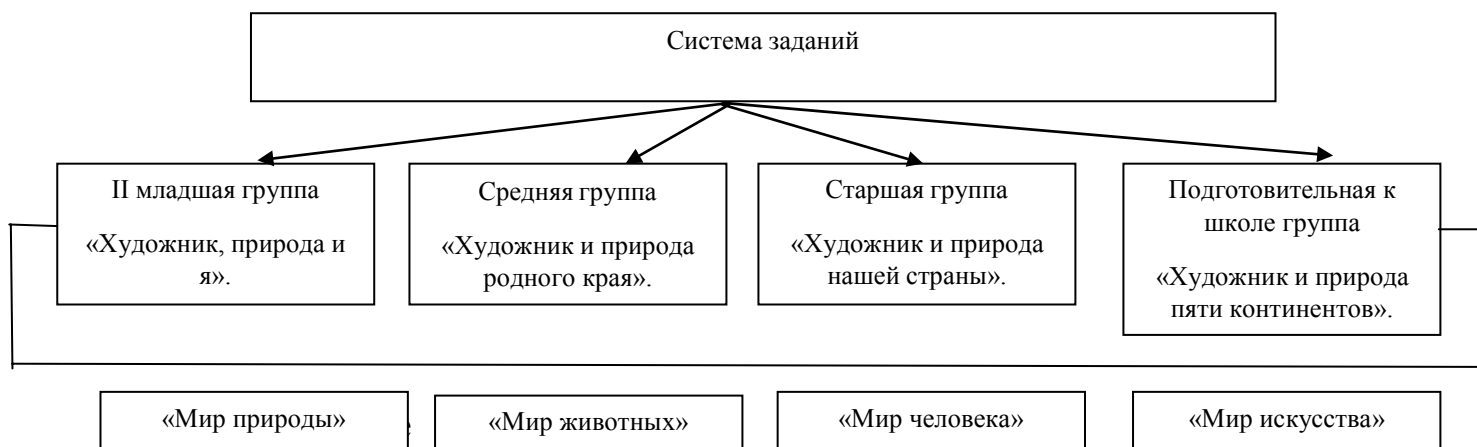 Система заданий
II младшая группа
«Художник, природа и
я».
Средняя группа
«Художник и природа
родного края».
Старшая группа
«Художник и природа
нашей страны».
Подготовительная к
школе группа
«Художник и природа
пяти континентов».
«Мир природы»
«Мир животных»
«Мир человека»
«Мир искусства»